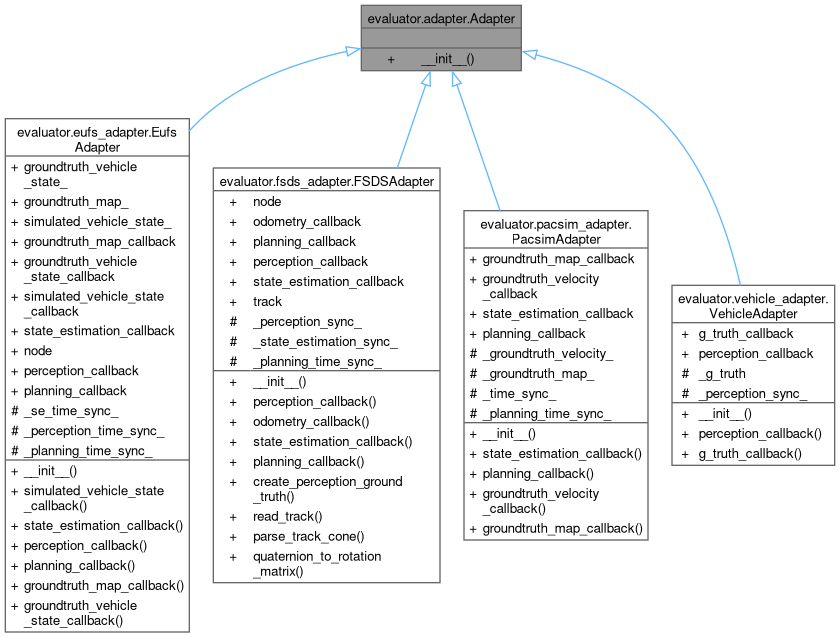 evaluator.adapter.Adapter
+ __init__()
evaluator.eufs_adapter.Eufs
Adapter
+ groundtruth_vehicle
_state_
+ groundtruth_map_
+ simulated_vehicle_state_
+ groundtruth_map_callback
+ groundtruth_vehicle
_state_callback
+ simulated_vehicle_state
_callback
+ state_estimation_callback
+ node
+ perception_callback
+ planning_callback
# _se_time_sync_
# _perception_time_sync_
# _planning_time_sync_
+ __init__()
+ simulated_vehicle_state
_callback()
+ state_estimation_callback()
+ perception_callback()
+ planning_callback()
+ groundtruth_map_callback()
+ groundtruth_vehicle
_state_callback()
evaluator.fsds_adapter.FSDSAdapter
+ node
+ odometry_callback
+ planning_callback
+ perception_callback
+ state_estimation_callback
+ track
# _perception_sync_
# _state_estimation_sync_
# _planning_time_sync_
+ __init__()
+ perception_callback()
+ odometry_callback()
+ state_estimation_callback()
+ planning_callback()
+ create_perception_ground
_truth()
+ read_track()
+ parse_track_cone()
+ quaternion_to_rotation
_matrix()
evaluator.pacsim_adapter.
PacsimAdapter
+ groundtruth_map_callback
+ groundtruth_velocity
_callback
+ state_estimation_callback
+ planning_callback
# _groundtruth_velocity_
# _groundtruth_map_
# _time_sync_
# _planning_time_sync_
+ __init__()
+ state_estimation_callback()
+ planning_callback()
+ groundtruth_velocity
_callback()
+ groundtruth_map_callback()
evaluator.vehicle_adapter.
VehicleAdapter
+ g_truth_callback
+ perception_callback
# _g_truth
# _perception_sync_
+ __init__()
+ perception_callback()
+ g_truth_callback()